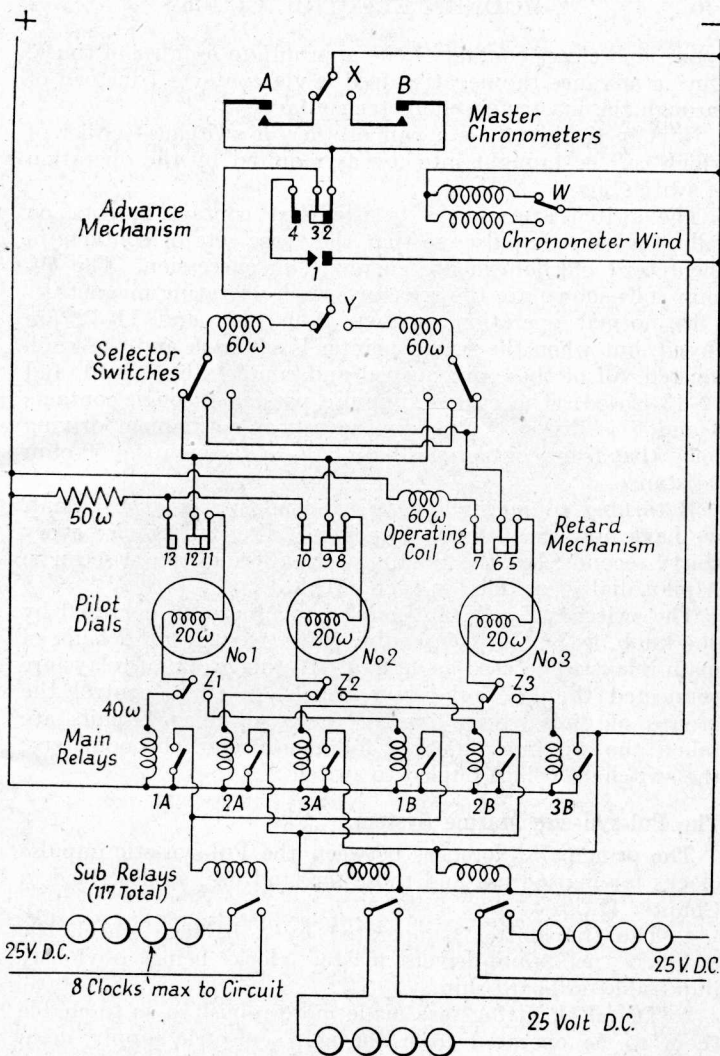 + −
A X B
Master
Chronometers
W
Chronometer Wind
Advance
Mechanism
4 3 2
1
Y
60ω 60ω
Selector
Switches
50ω
60ω
Operating
Coil
Retard
Mechanism
13 12 11 10 9 8 7 6 5
Pilot
Dials
20ω 20ω 20ω
No1 No2 No3
Z1 Z2 Z3
40ω
Main
Relays
1A 2A 3A 1B 2B 3B
Sub Relays
(117 Total)
25V. D.C. 25V. D.C.
8 Clocks max to Circuit
25 Volt D.C.